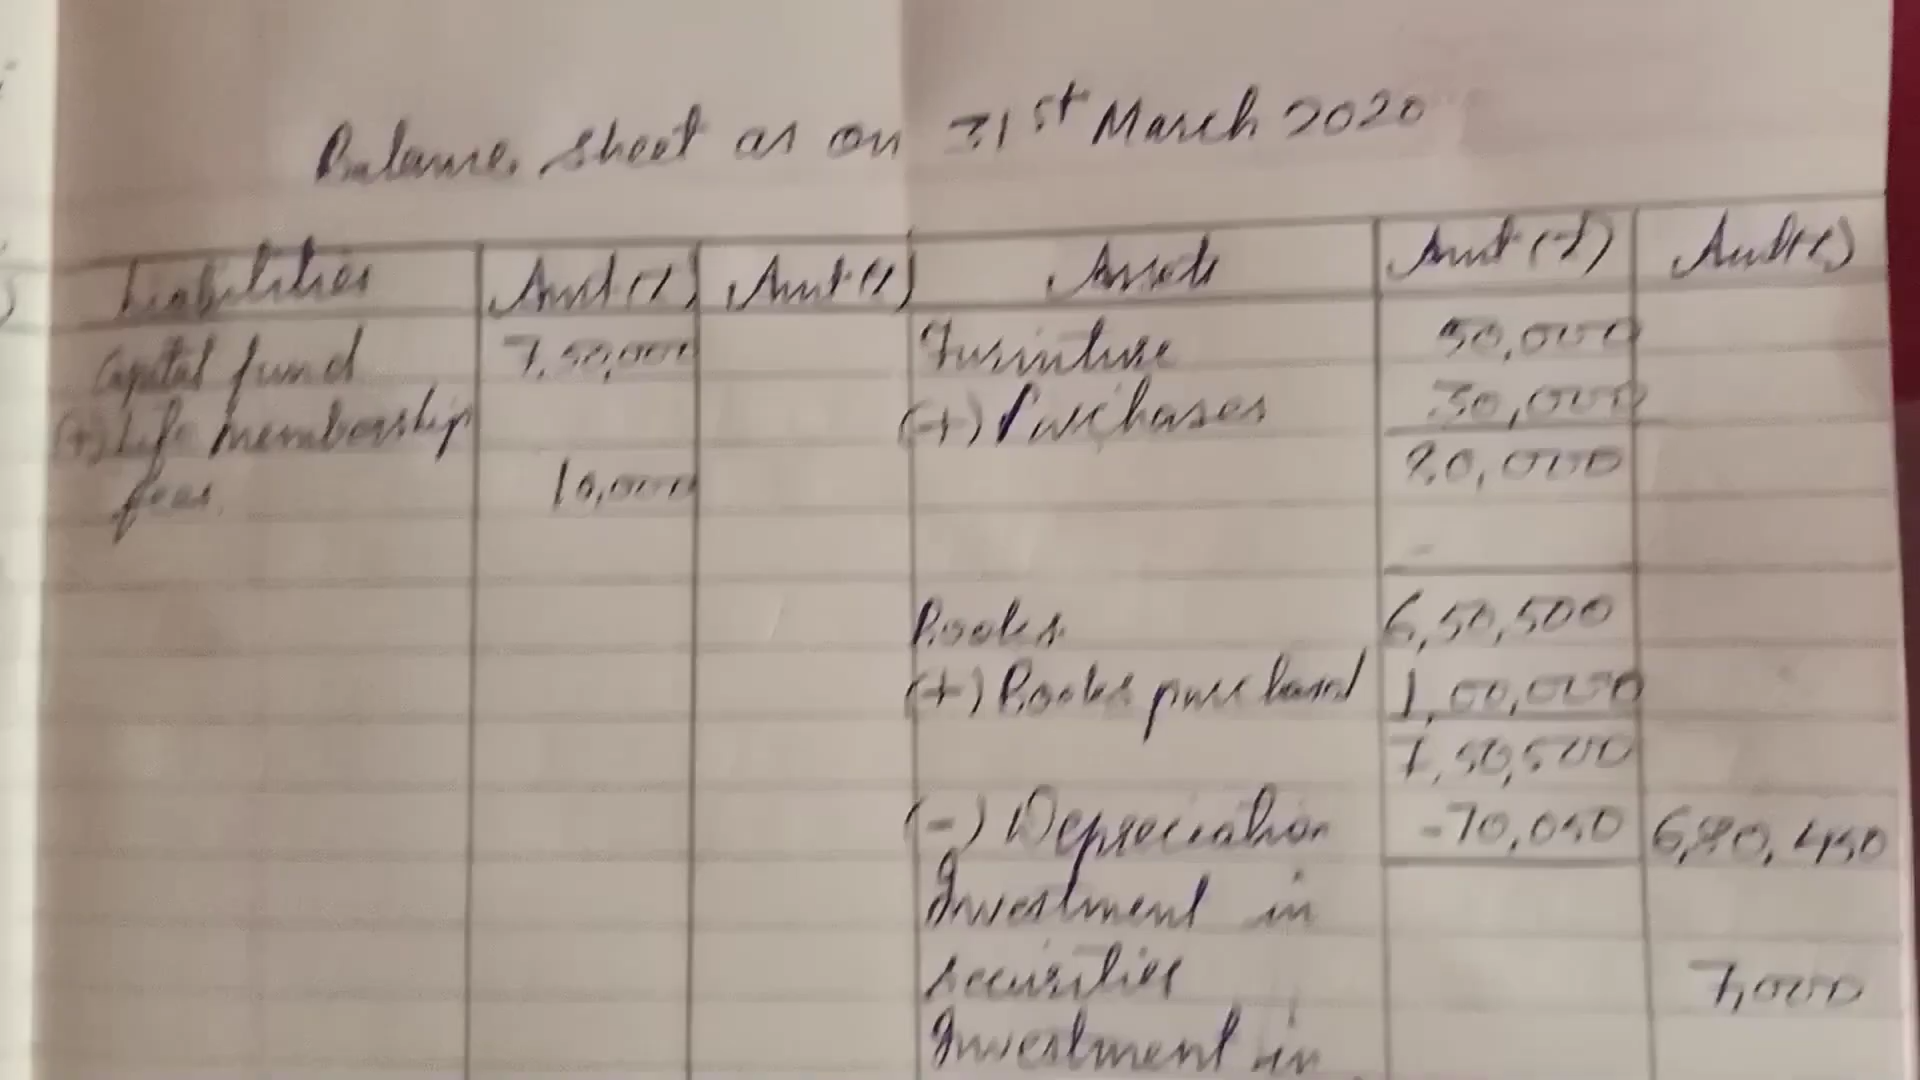 Balance Sheet as on 31st March 2020
Liabilities Amt (₹) Amt (₹) Assets Amt (₹) Amt (₹)
Capital fund 7,50,000 Furniture 50,000
(+) Life membership (+) Purchases 30,000
fees 10,000 80,000
Books 6,50,500
(+) Books purchased 1,00,000
7,50,500
(-) Depreciation -70,050 6,80,450
Investment in
securities 7,000
Investment in